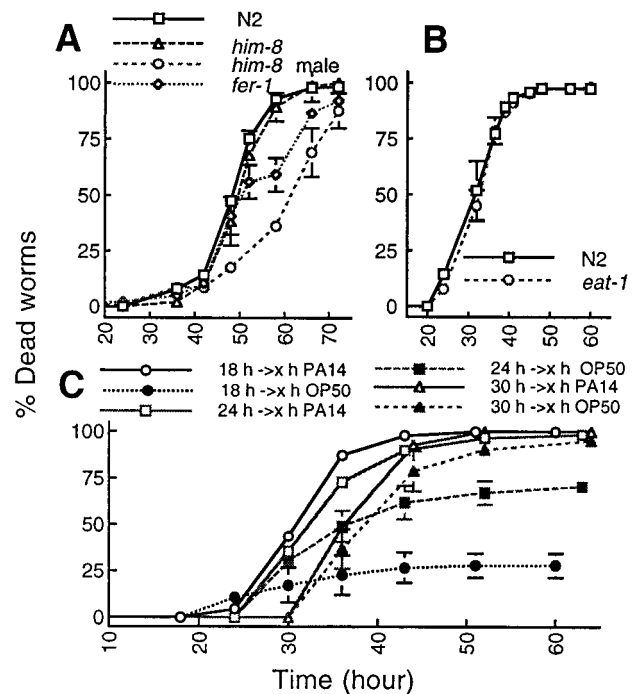 A
N2
him-8
him-8 male
fer-1
B
100
75
50
25
0
20 30 40 50 60 70
100
75
50
25
0
20 30 40 50 60
N2
eat-1
% Dead worms
C
18 h ->x h PA14
18 h ->x h OP50
24 h ->x h PA14
24 h ->x h OP50
30 h ->x h PA14
30 h ->x h OP50
100
75
50
25
0
10 20 30 40 50 60
Time (hour)